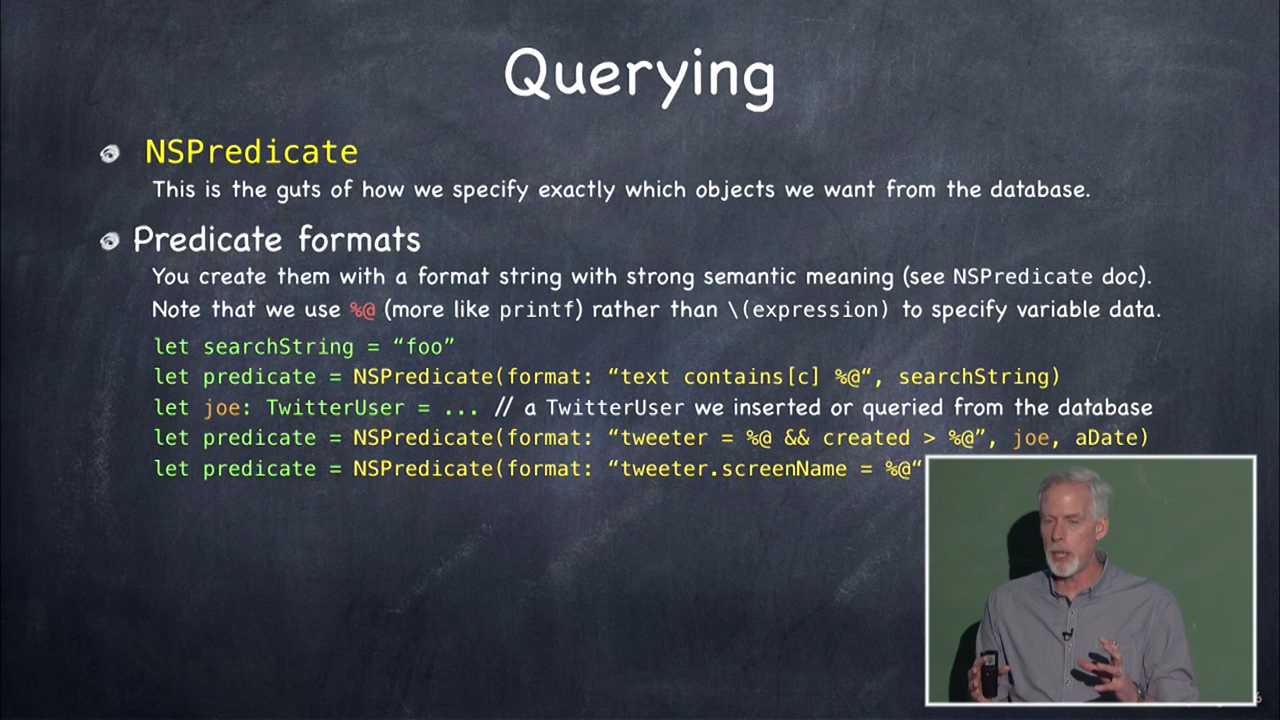 Querying
NSPredicate
This is the guts of how we specify exactly which objects we want from the database.
Predicate formats
You create them with a format string with strong semantic meaning (see NSPredicate doc).
Note that we use %@ (more like printf) rather than \(expression) to specify variable data.
let searchString = “foo”
let predicate = NSPredicate(format: “text contains[c] %@“, searchString)
let joe: TwitterUser = ... // a TwitterUser we inserted or queried from the database
let predicate = NSPredicate(format: “tweeter = %@ && created > %@”, joe, aDate)
let predicate = NSPredicate(format: “tweeter.screenName = %@“